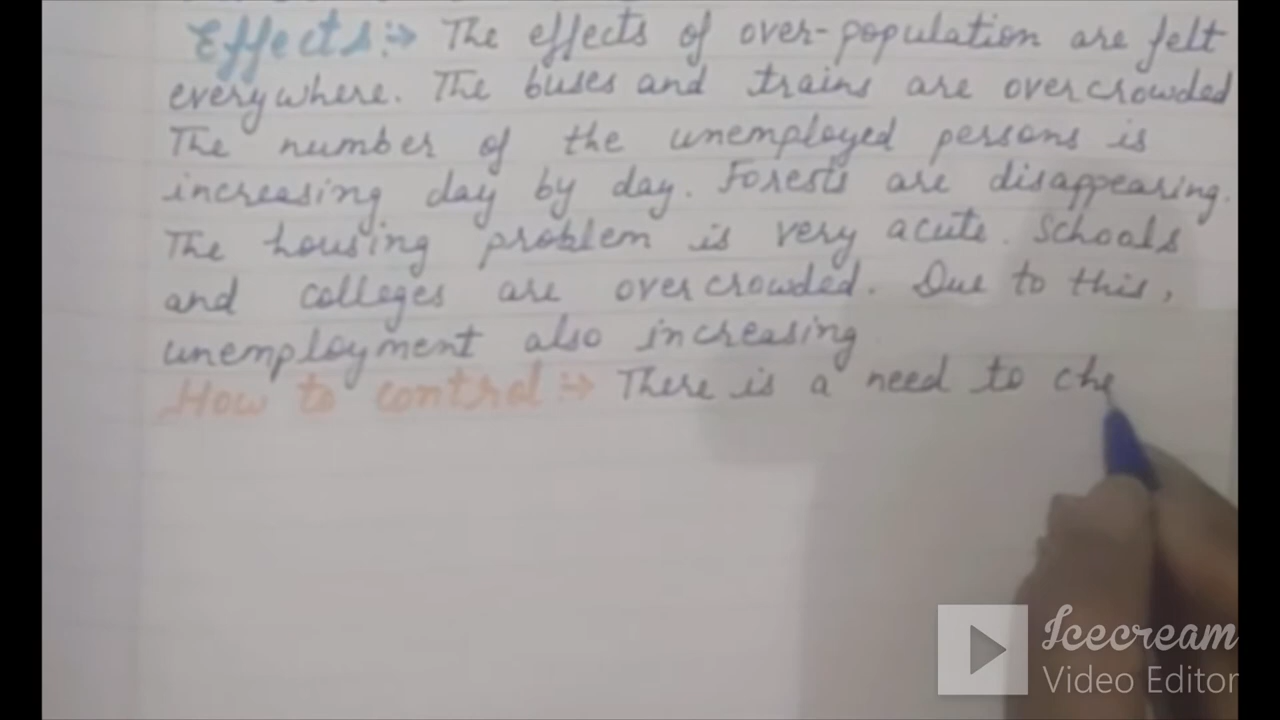 Effects:→ The effects of over-population are felt
everywhere. The buses and trains are overcrowded
The number of the unemployed persons is
increasing day by day. Forests are disappearing.
The housing problem is very acute. Schools
and colleges are overcrowded. Due to this,
unemployment also increasing
How to control:→ There is a need to che
Icecream
Video Editor